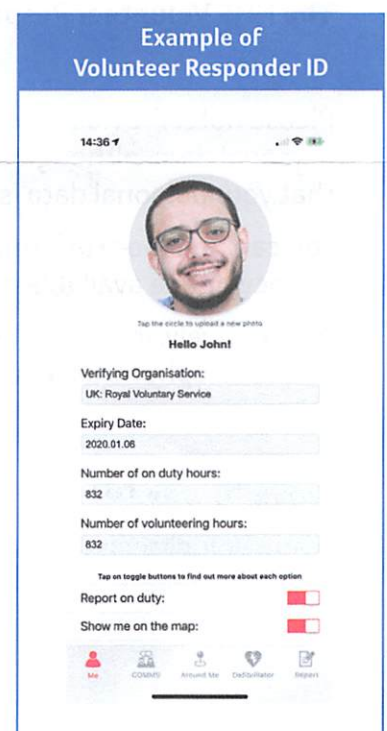 Example of
Volunteer Responder ID
14:36
Tap the circle to upload a new photo
Hello John!
Verifying Organisation:
UK: Royal Voluntary Service
Expiry Date:
2020.01.06
Number of on duty hours:
832
Number of volunteering hours:
832
Tap on toggle buttons to find out more about each option
Report on duty:
Show me on the map:
Me COMMS Around Me Defibrillator Report